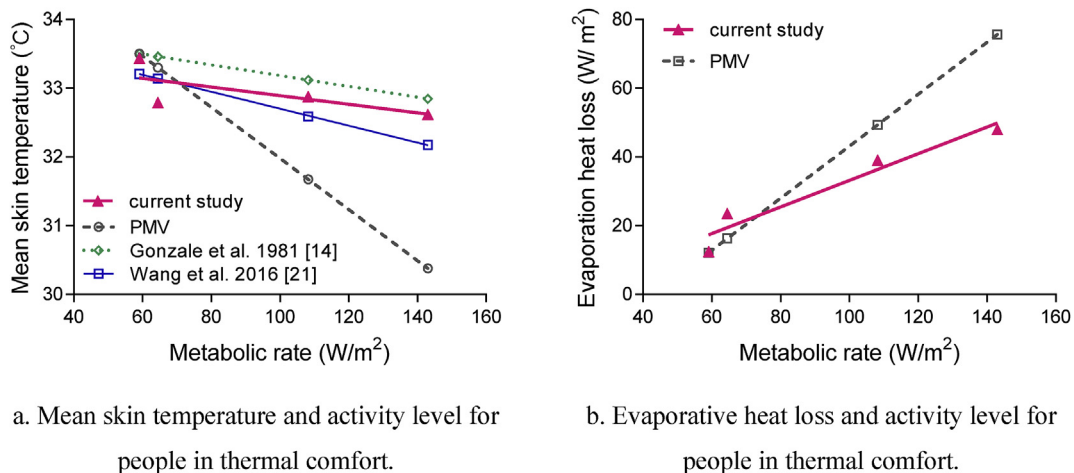 34
33
32
31
30
Mean skin temperature (℃)
current study
PMV
Gonzale et al. 1981 [14]
Wang et al. 2016 [21]
40 60 80 100 120 140 160
Metabolic rate (W/m²)
a. Mean skin temperature and activity level for
people in thermal comfort.
80
60
40
20
0
Evaporation heat loss (W/ m²)
current study
PMV
40 60 80 100 120 140 160
Metabolic rate (W/m²)
b. Evaporative heat loss and activity level for
people in thermal comfort.